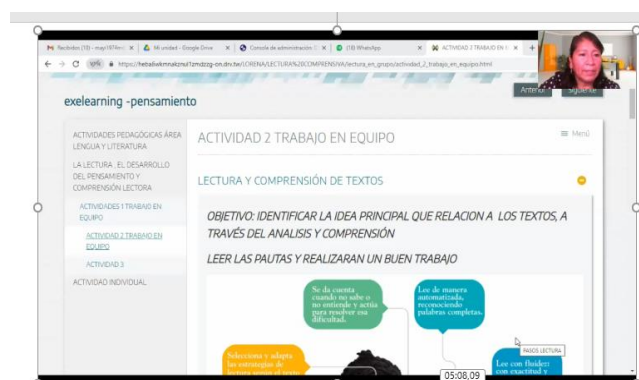 Recibidos (13) - may1974m
Mi unidad - Google Drive
Consola de administración
(18) WhatsApp
ACTIVIDAD 2 TRABAJO EN
exelearning -pensamiento
Anterior
Siguiente
ACTIVIDADES PEDAGÓGICAS ÁREA
LENGUA Y LITERATURA
LA LECTURA , EL DESARROLLO
DEL PENSAMIENTO Y
COMPRENSIÓN LECTORA
ACTIVIDADES 1 TRABAJO EN
EQUIPO
ACTIVIDAD 2 TRABAJO EN
EQUIPO
ACTIVIDAD 3
ACTIVIDAD INDIVIDUAL
ACTIVIDAD 2 TRABAJO EN EQUIPO
Menú
LECTURA Y COMPRENSIÓN DE TEXTOS
OBJETIVO: IDENTIFICAR LA IDEA PRINCIPAL QUE RELACION A LOS TEXTOS, A
TRAVÉS DEL ANALISIS Y COMPRENSIÓN
LEER LAS PAUTAS Y REALIZARAN UN BUEN TRABAJO
Se da cuenta
cuando no sabe o
no entiende y actúa
para resolver esa
dificultad.
Lee de manera
automatizada,
reconociendo
palabras completas.
Selecciona y adapta
las estrategias de
lectura según el texto
PASOS LECTURA
Lee con fluidez:
con exactitud y
05:08,09